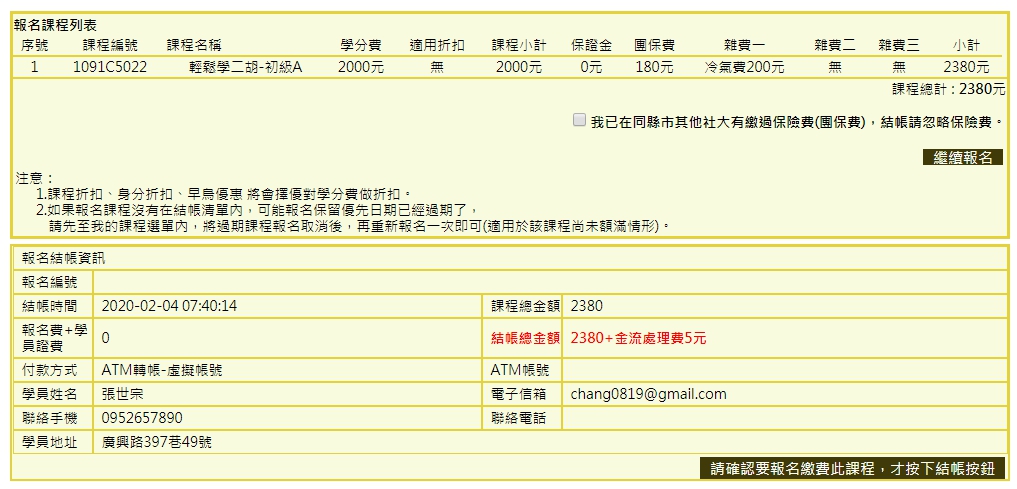 報名課程列表
序號 課程編號 課程名稱 學分費 適用折扣 課程小計 保證金 團保費 雜費一 雜費二 雜費三 小計
1 1091C5022 輕鬆學二胡-初級A 2000元 無 2000元 0元 180元 冷氣費200元 無 無 2380元
課程總計：2380元
我已在同縣市其他社大有繳過保險費(團保費)，結帳請忽略保險費。
繼續報名
注意：
1.課程折扣、身分折扣、早鳥優惠 將會擇優對學分費做折扣。
2.如果報名課程沒有在結帳清單內，可能報名保留優先日期已經過期了，
請先至我的課程選單內，將過期課程報名取消後，再重新報名一次即可(適用於該課程尚未額滿情形)。
報名結帳資訊
報名編號
結帳時間 2020-02-04 07:40:14 課程總金額 2380
報名費+學員證費 0 結帳總金額 2380+金流處理費5元
付款方式 ATM轉帳-虛擬帳號 ATM帳號
學員姓名 張世宗 電子信箱 chang0819@gmail.com
聯絡手機 0952657890 聯絡電話
學員地址 廣興路397巷49號
請確認要報名繳費此課程，才按下結帳按鈕